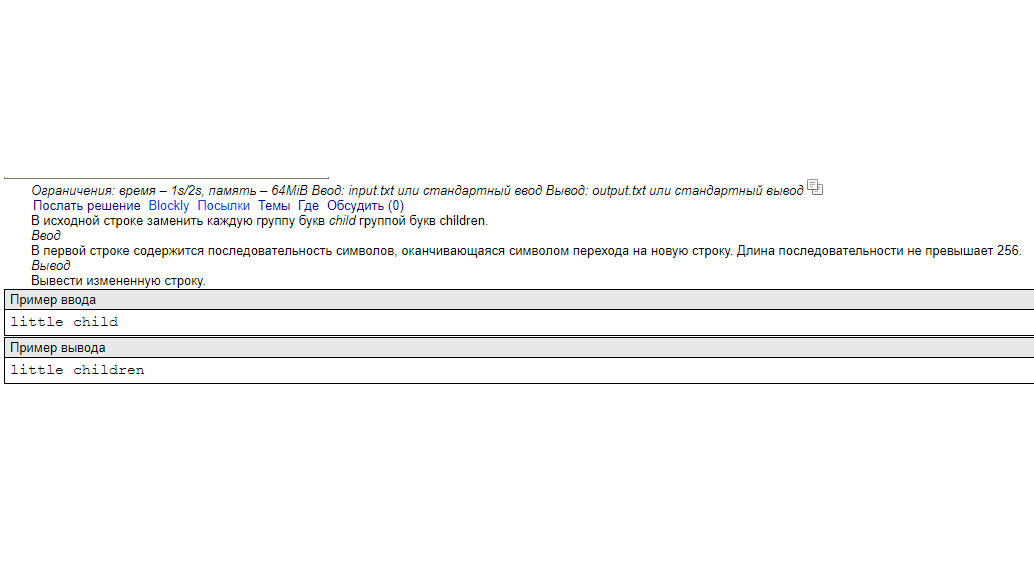 Ограничения: время – 1s/2s, память – 64MiB Ввод: input.txt или стандартный ввод Вывод: output.txt или стандартный вывод
Послать решение Blockly Посылки Темы Где Обсудить (0)
В исходной строке заменить каждую группу букв child группой букв children.
Ввод
В первой строке содержится последовательность символов, оканчивающаяся символом перехода на новую строку. Длина последовательности не превышает 256.
Вывод
Вывести измененную строку.
Пример ввода
little child
Пример вывода
little children